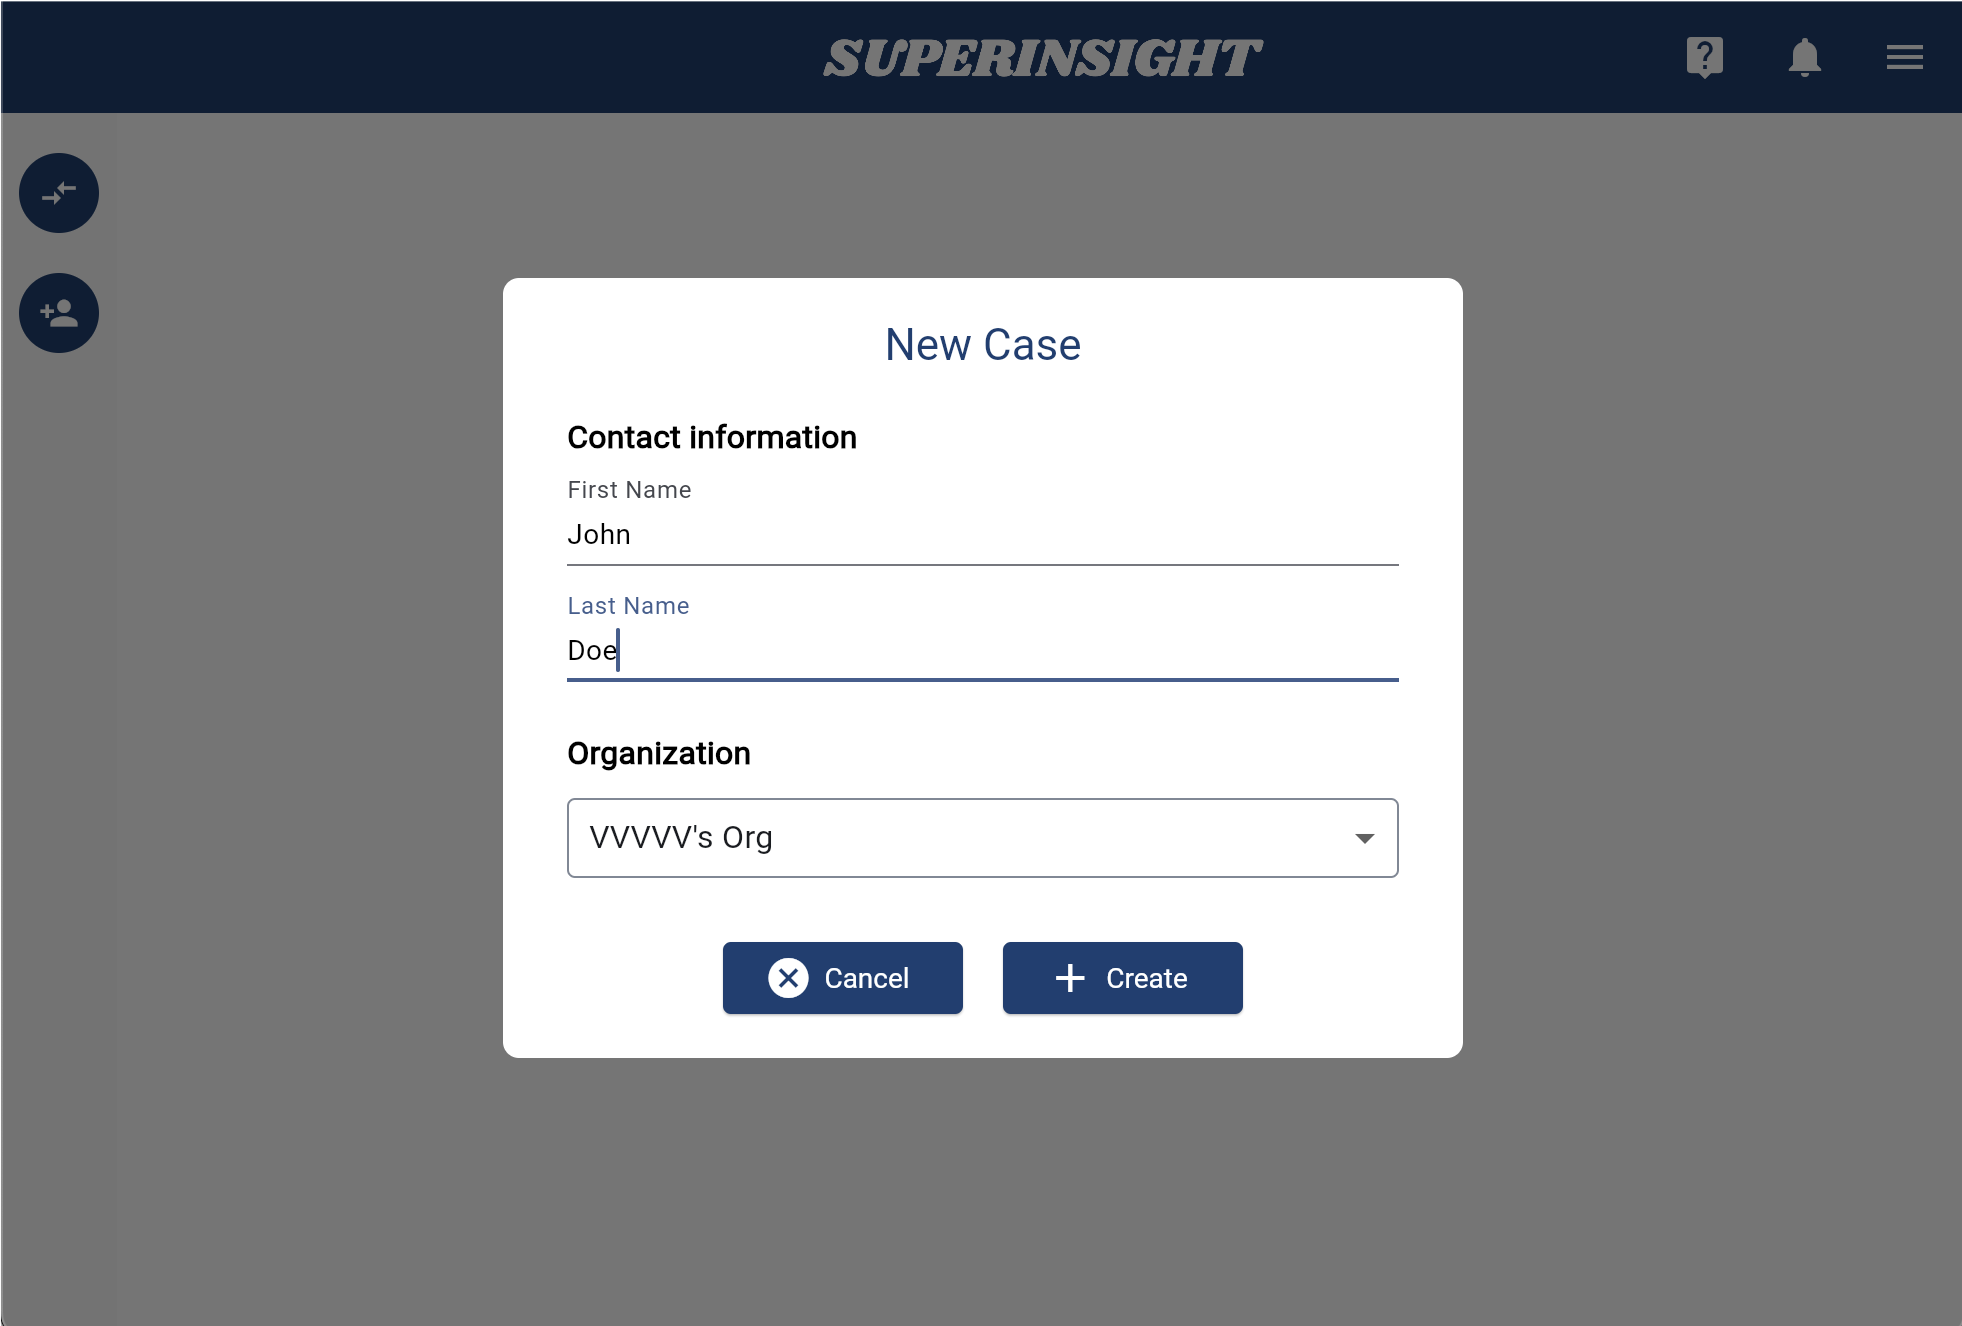 SUPERINSIGHT
New Case
Contact information
First Name
John
Last Name
Doe
Organization
VVVVV's Org
Cancel
Create